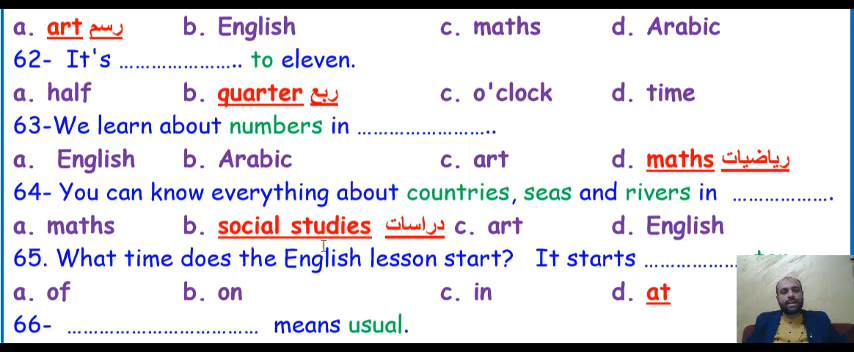 a. art رسم b. English c. maths d. Arabic
62- It's ........................ to eleven.
a. half b. quarter ربع c. o'clock d. time
63-We learn about numbers in ..........................
a. English b. Arabic c. art d. maths رياضيات
64- You can know everything about countries, seas and rivers in ..................
a. maths b. social studies دراسات c. art d. English
65. What time does the English lesson start? It starts ..................
a. of b. on c. in d. at
66- .................................... means usual.